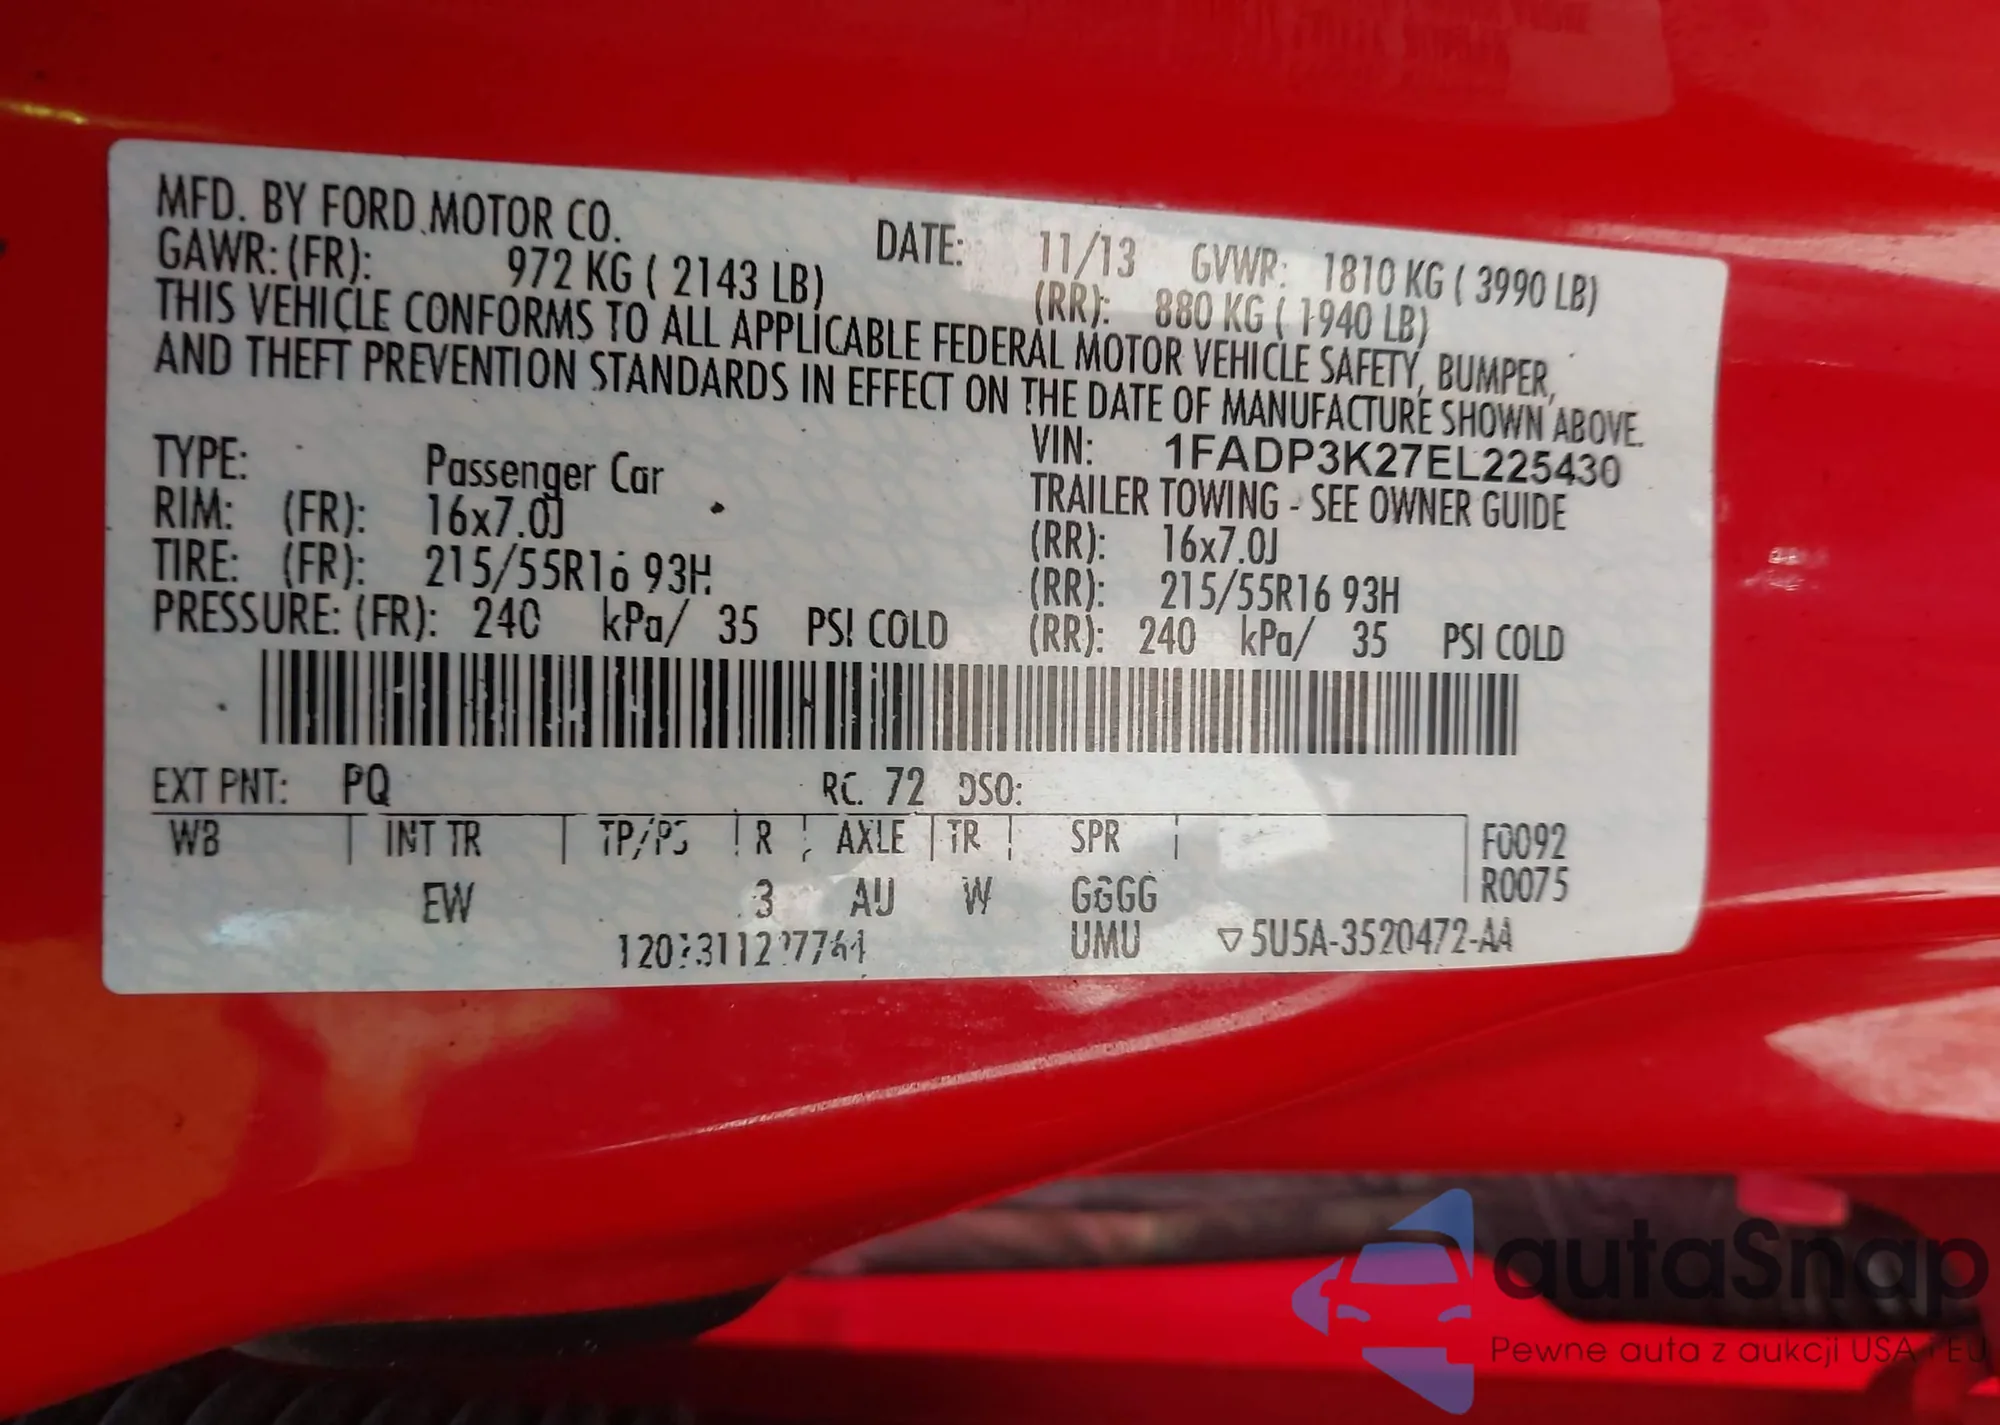 MFD. BY FORD MOTOR CO.
DATE: 11/13 GVWR: 1810 KG ( 3990 LB)
GAWR: (FR): 972 KG ( 2143 LB) (RR): 880 KG ( 1940 LB)
THIS VEHICLE CONFORMS TO ALL APPLICABLE FEDERAL MOTOR VEHICLE SAFETY, BUMPER,
AND THEFT PREVENTION STANDARDS IN EFFECT ON THE DATE OF MANUFACTURE SHOWN ABOVE.
VIN: 1FADP3K27EL225430
TYPE: Passenger Car TRAILER TOWING - SEE OWNER GUIDE
RIM: (FR): 16x7.0J (RR): 16x7.0J
TIRE: (FR): 215/55R16 93H (RR): 215/55R16 93H
PRESSURE: (FR): 240 kPa/ 35 PSI COLD (RR): 240 kPa/ 35 PSI COLD
EXT PNT: PQ RC: 72 DSO:
WB INT TR TP/PS R AXLE TR SPR F0092
EW 3 AU W GGGG R0075
UMU ▽5U5A-3520472-AA
autaSnap
Pewne auta z aukcji USA i EU